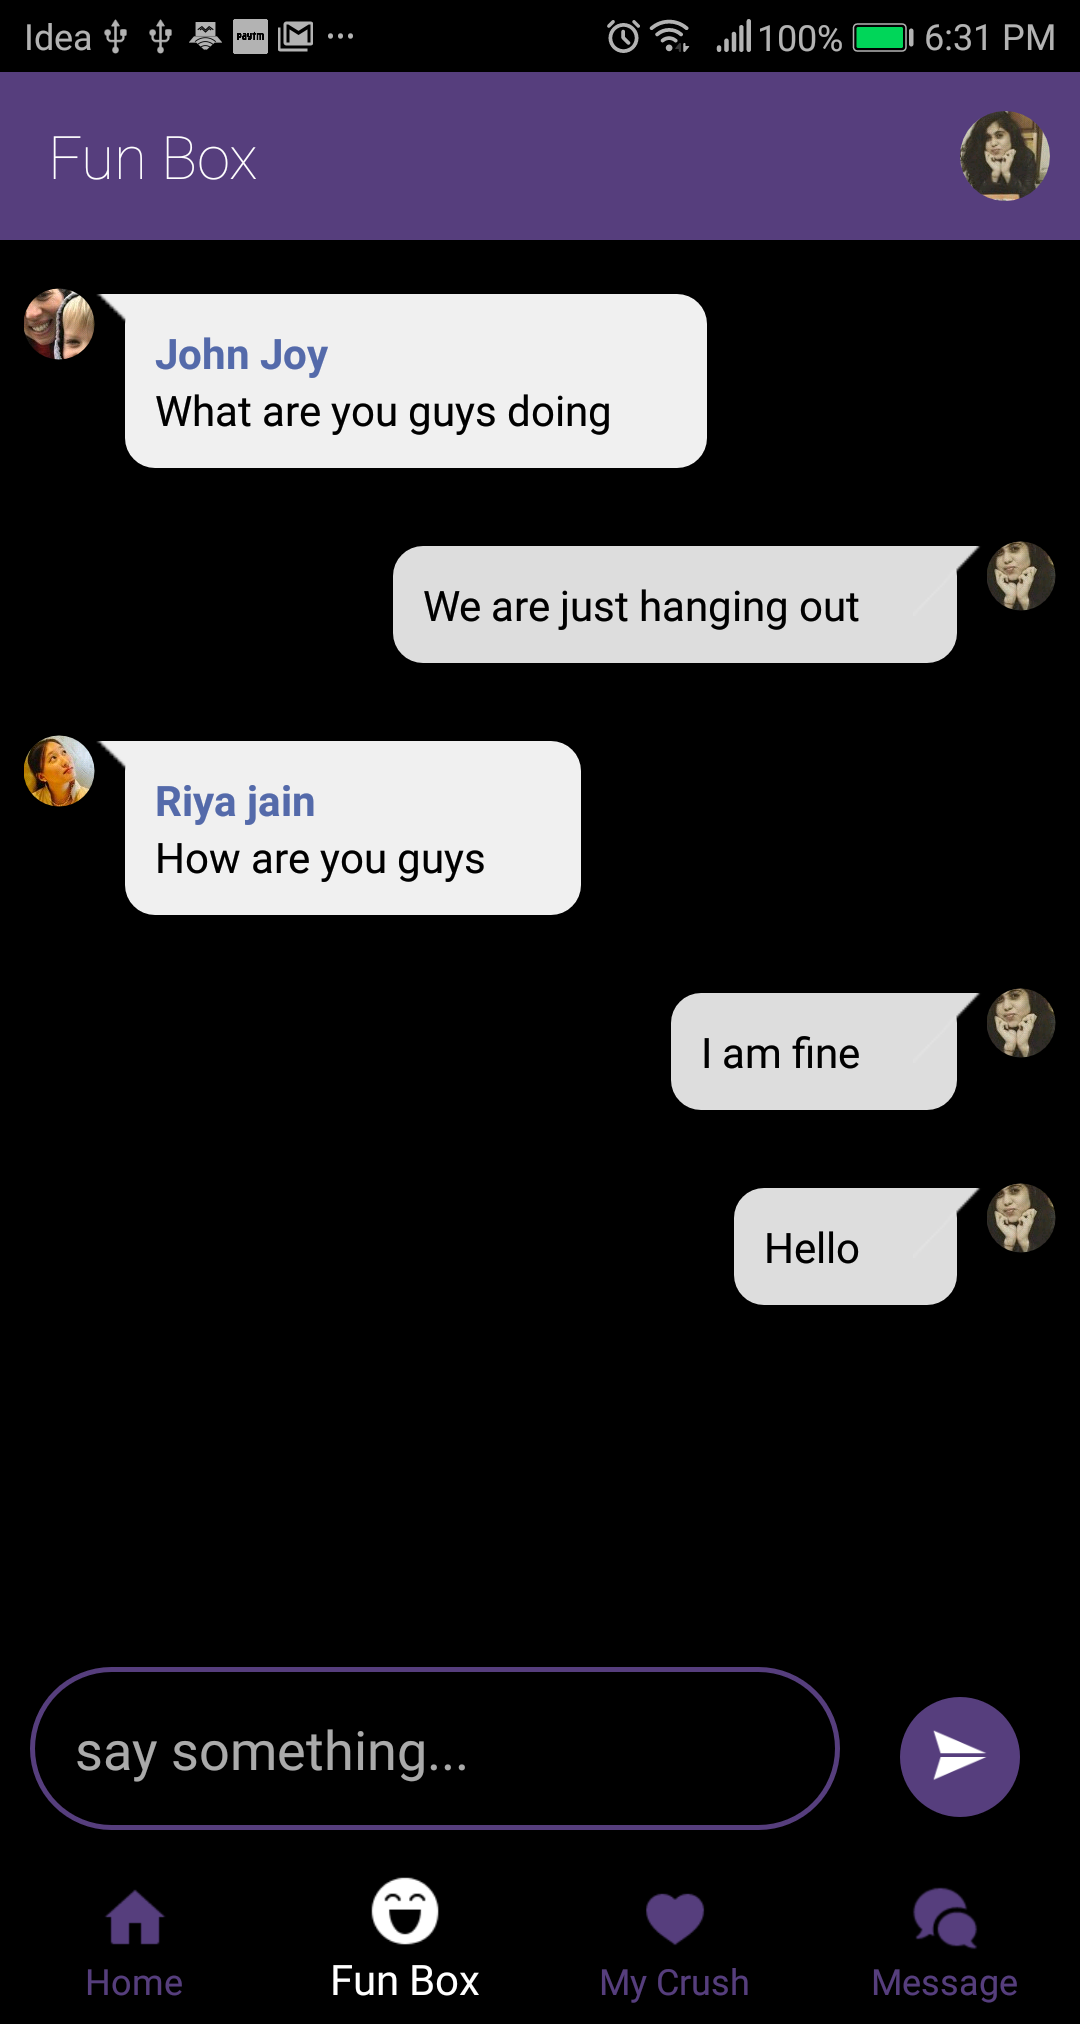 Idea Paytm 100% 6:31 PM
Fun Box
John Joy
What are you guys doing
We are just hanging out
Riya jain
How are you guys
I am fine
Hello
say something...
Home Fun Box My Crush Message